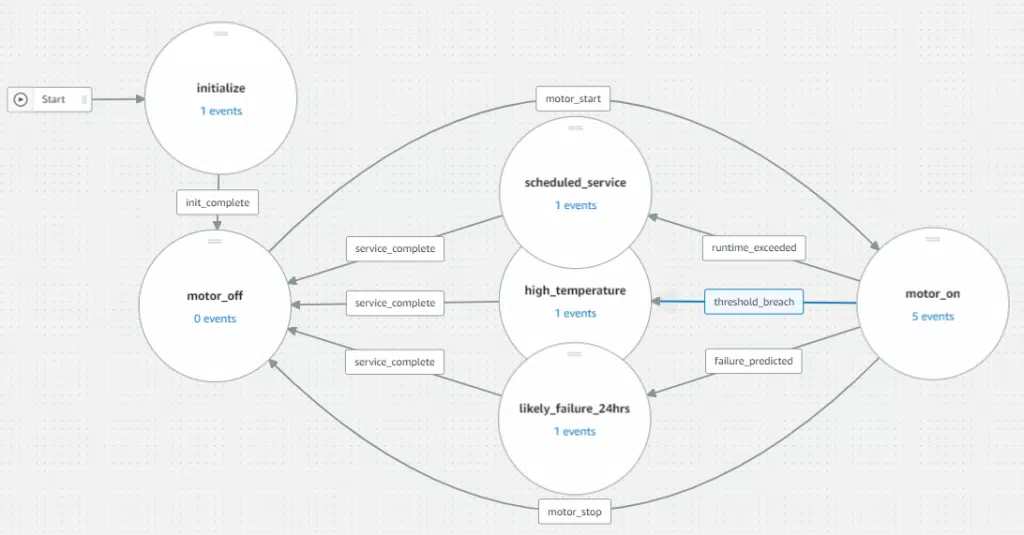 Start
initialize
1 events
init_complete
motor_off
0 events
motor_start
scheduled_service
1 events
service_complete
runtime_exceeded
high_temperature
1 events
service_complete
threshold_breach
motor_on
5 events
service_complete
failure_predicted
likely_failure_24hrs
1 events
motor_stop